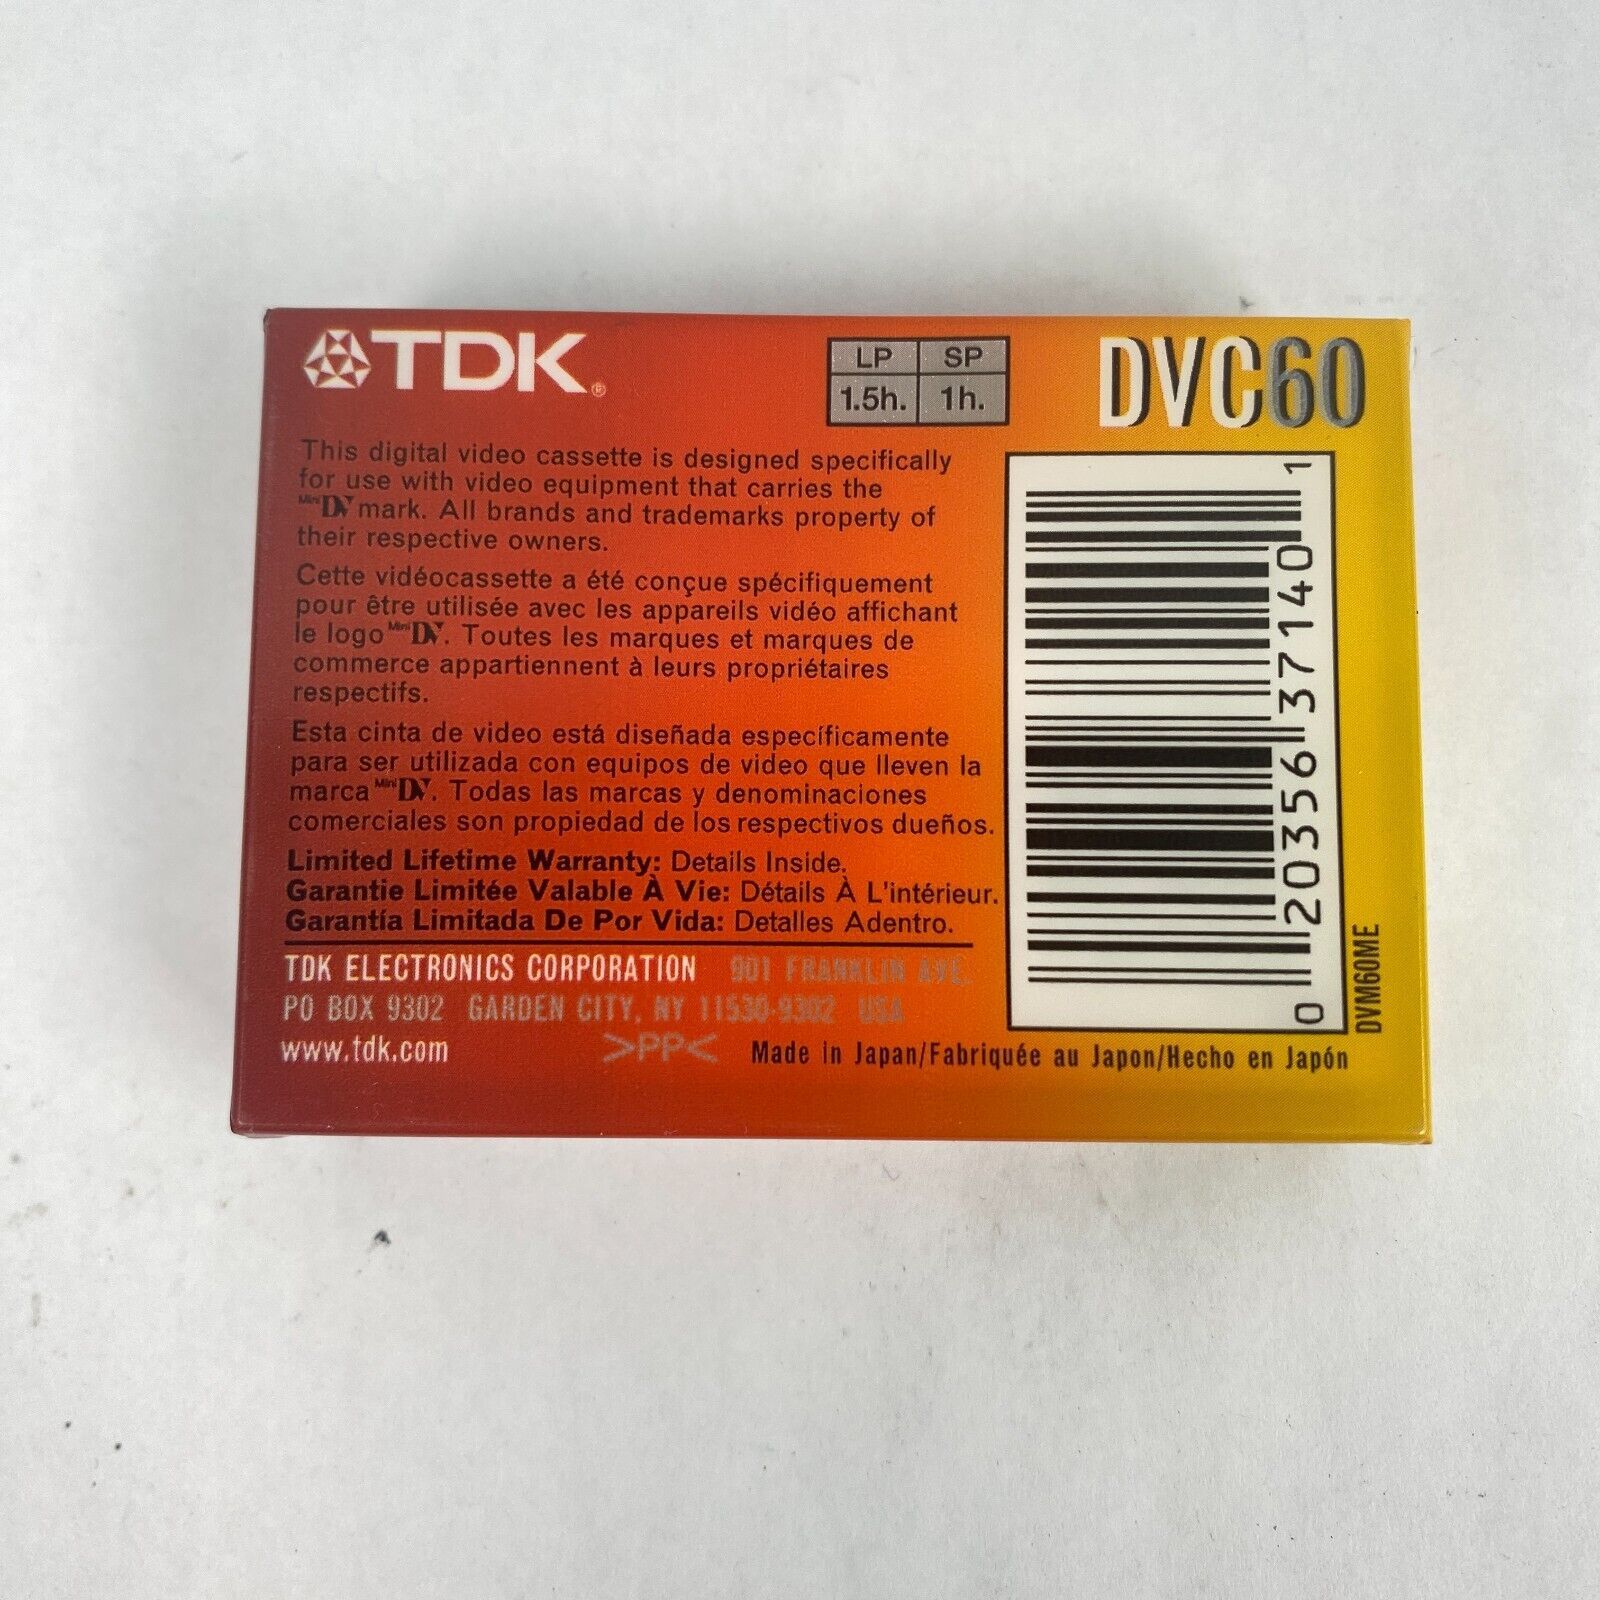 TDK®
LP SP
1.5h. 1h.
DVC60
This digital video cassette is designed specifically
for use with video equipment that carries the
Mini DV mark. All brands and trademarks property of
their respective owners.
Cette vidéocassette a été conçue spécifiquement
pour être utilisée avec les appareils vidéo affichant
le logo Mini DV. Toutes les marques et marques de
commerce appartiennent à leurs propriétaires
respectifs.
Esta cinta de video está diseñada específicamente
para ser utilizada con equipos de video que lleven la
marca Mini DV. Todas las marcas y denominaciones
comerciales son propiedad de los respectivos dueños.
Limited Lifetime Warranty: Details Inside.
Garantie Limitée Valable À Vie: Détails À L'intérieur.
Garantía Limitada De Por Vida: Detalles Adentro.
TDK ELECTRONICS CORPORATION 901 FRANKLIN AVE.
PO BOX 9302 GARDEN CITY, NY 11530-9302 USA
www.tdk.com >PP< Made in Japan/Fabriquée au Japon/Hecho en Japón
0 20356 37140 1
DVM60ME